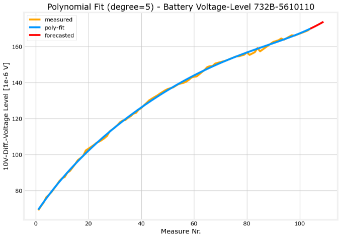 Polynomial Fit (degree=5) - Battery Voltage-Level 732B-5610110
measured
poly-fit
forecasted
160
140
120
100
80
10V-Diff.-Voltage Level [1e-6 V]
0 20 40 60 80 100
Measure Nr.